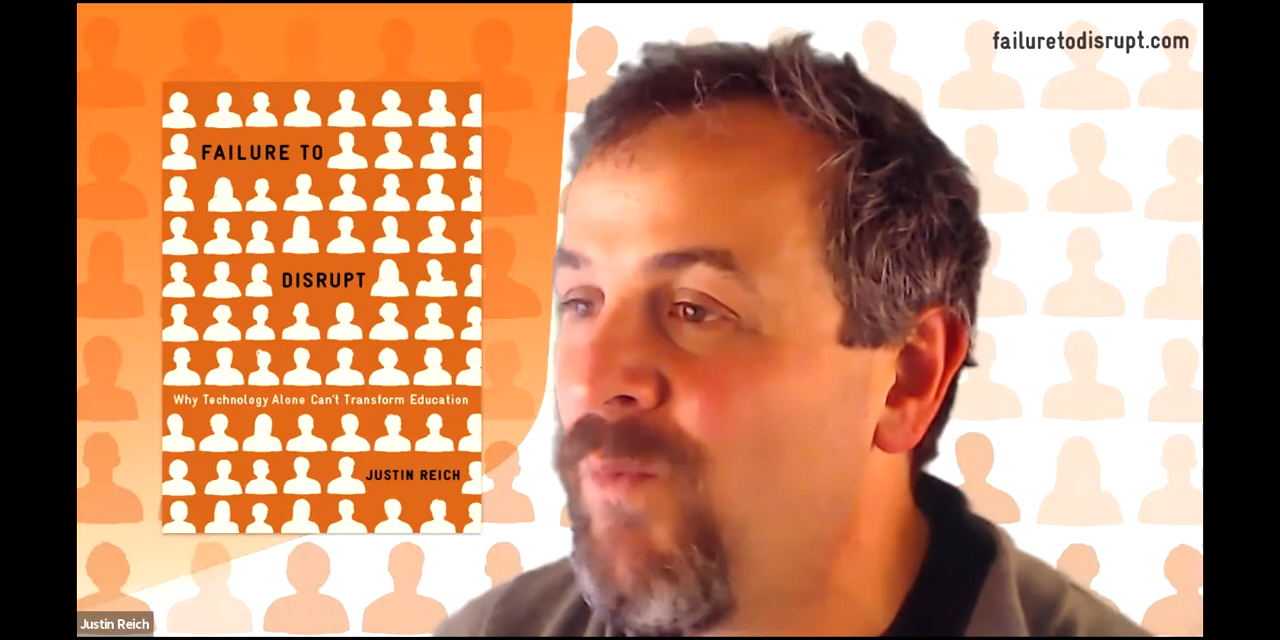 failuretodisrupt.com
FAILURE TO
DISRUPT
Why Technology Alone Can't Transform Education
JUSTIN REICH
Justin Reich